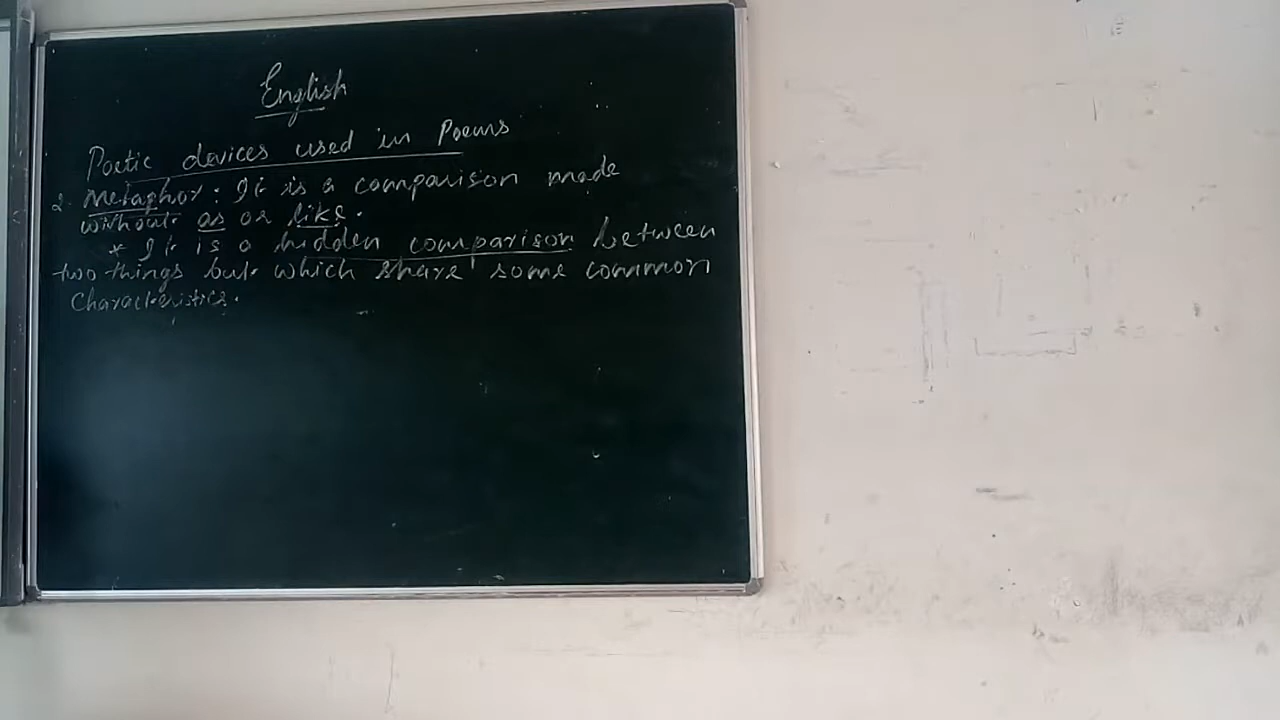 English
Poetic devices used in Poems
2. Metaphor: It is a comparison made
without as or like.
* It is a hidden comparison between
two things but which share some common
characteristics.